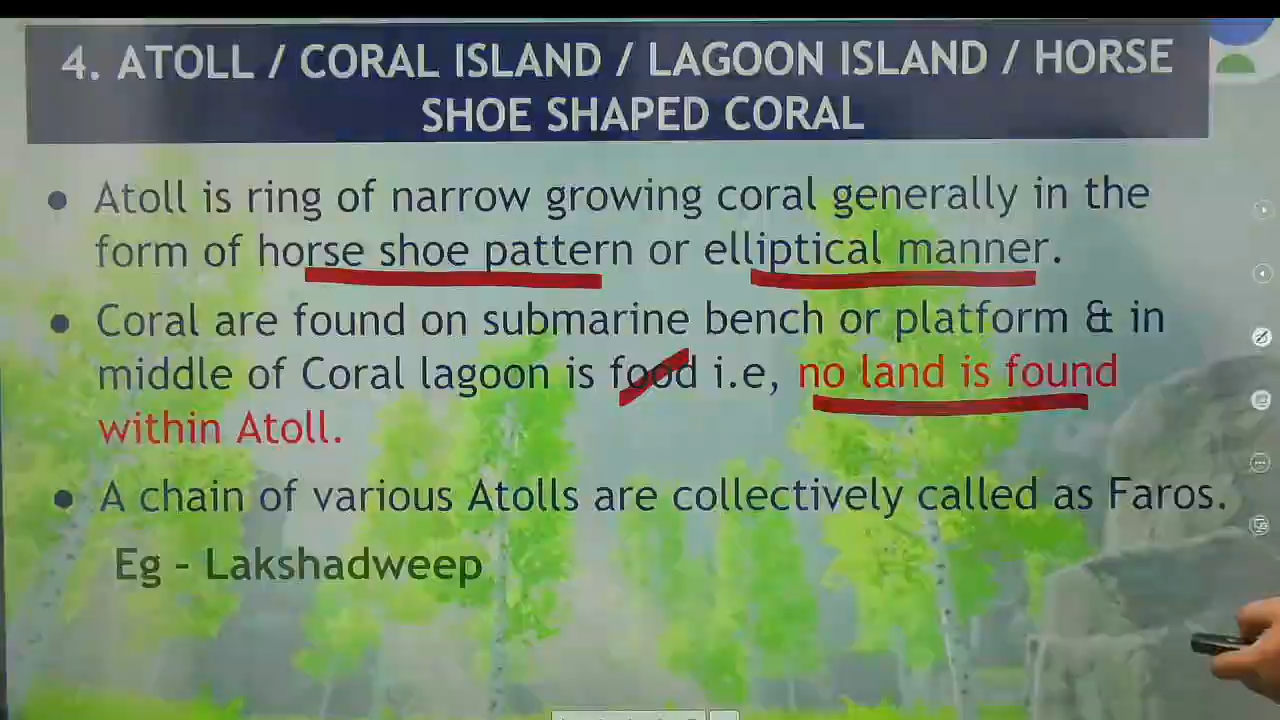 4. ATOLL / CORAL ISLAND / LAGOON ISLAND / HORSE
SHOE SHAPED CORAL
● Atoll is ring of narrow growing coral generally in the
form of horse shoe pattern or elliptical manner.
● Coral are found on submarine bench or platform & in
middle of Coral lagoon is food i.e, no land is found
within Atoll.
● A chain of various Atolls are collectively called as Faros.
Eg - Lakshadweep